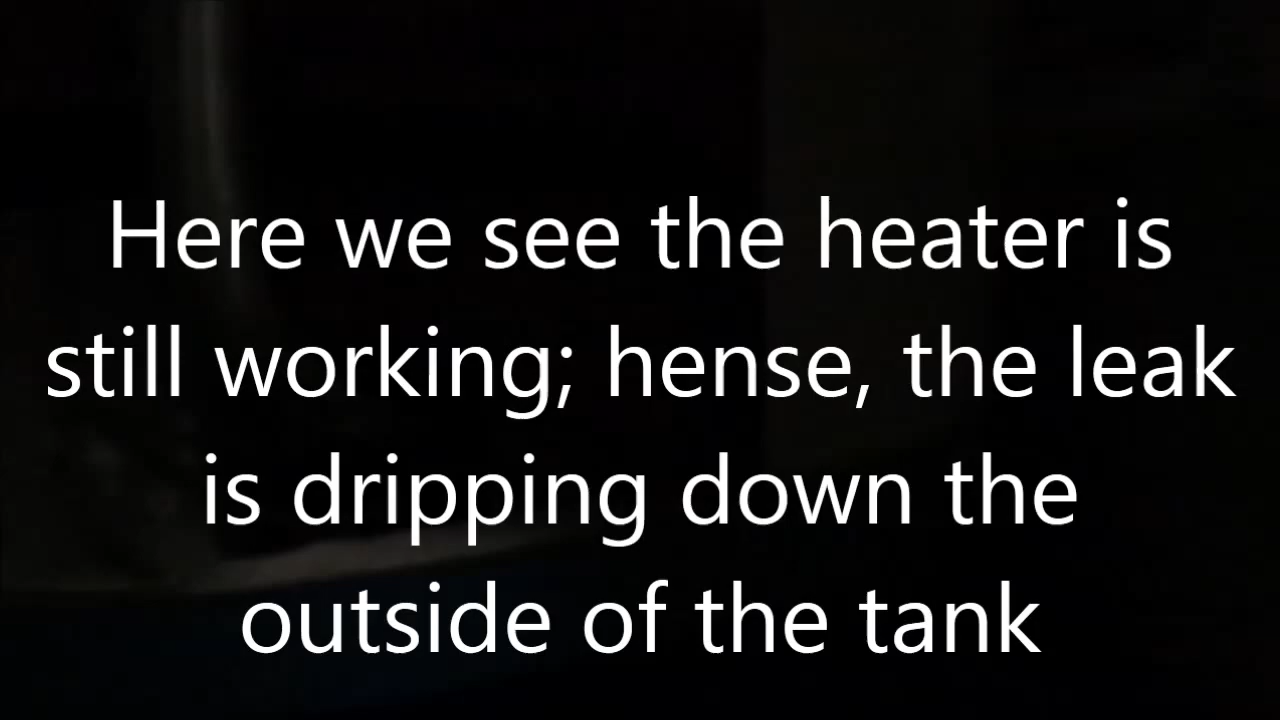 Here we see the heater is
still working; hense, the leak
is dripping down the
outside of the tank